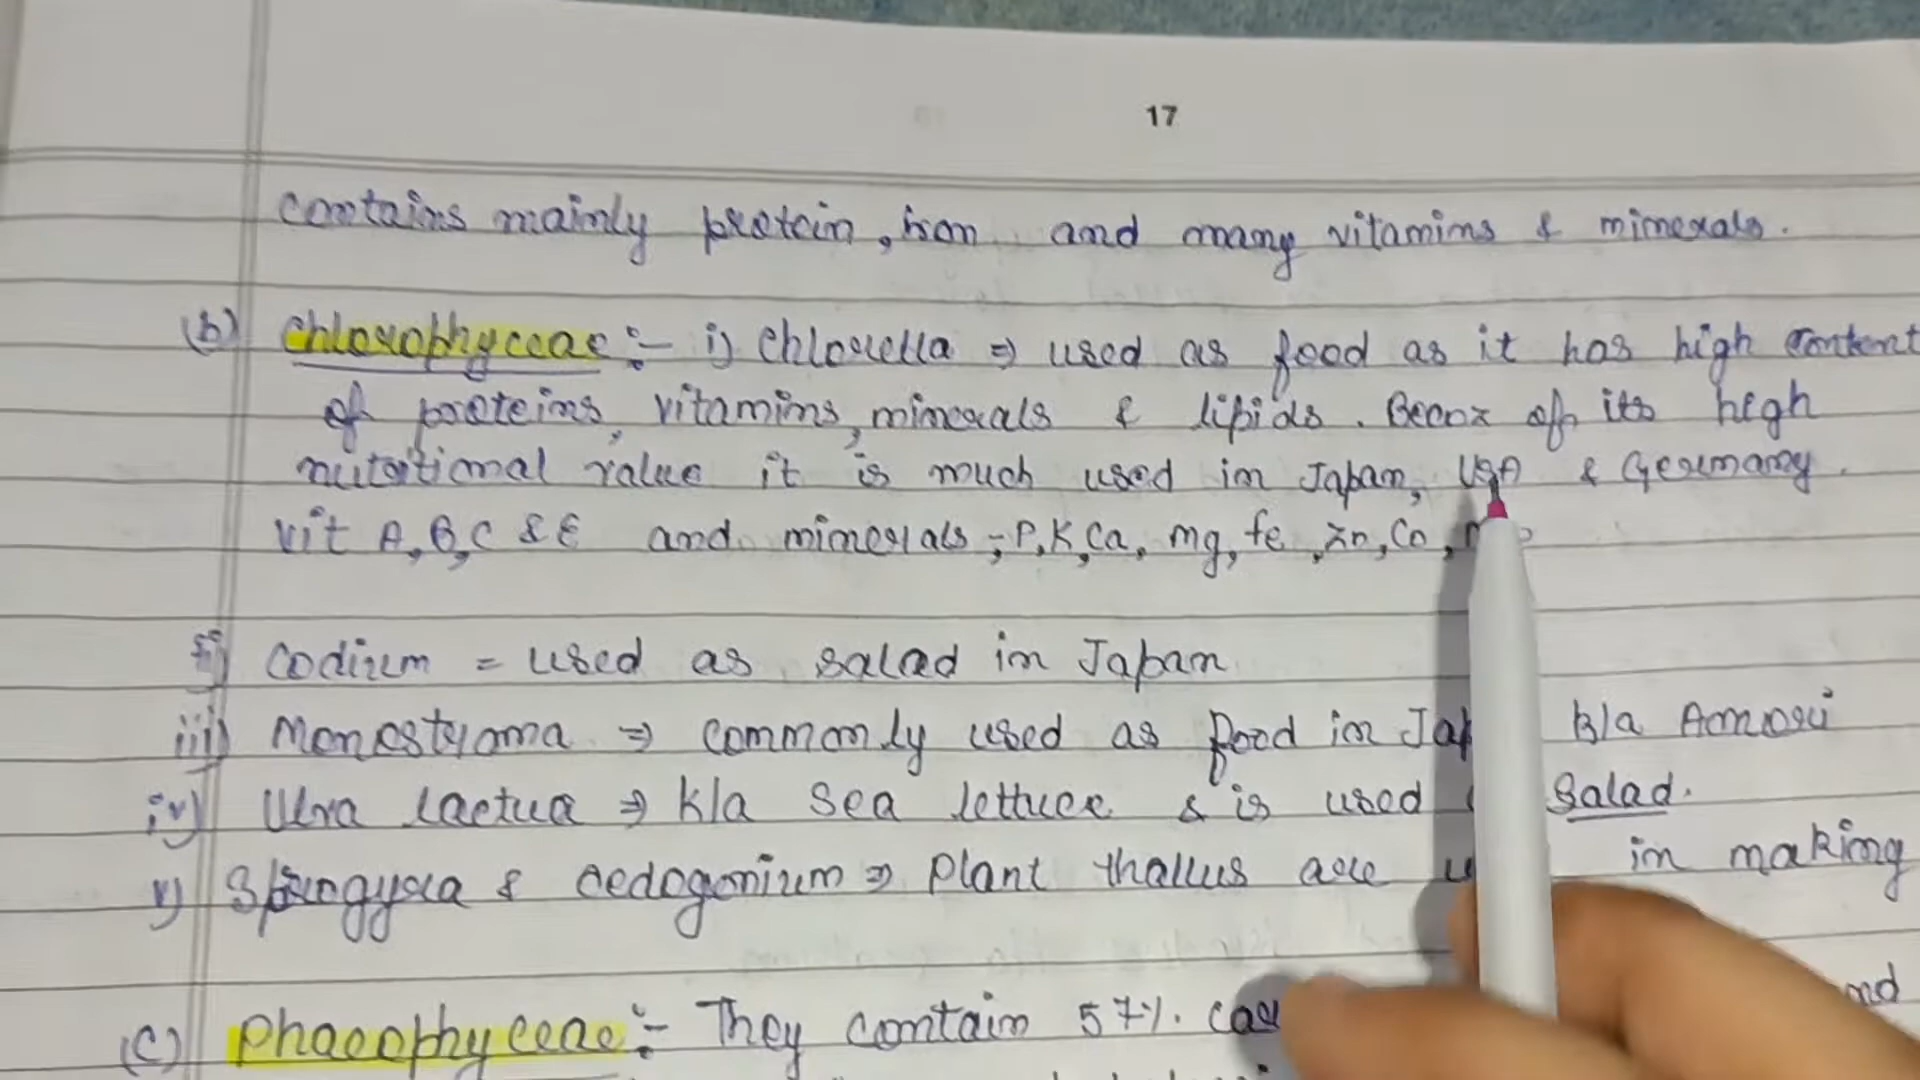 17
contains mainly protein, iron and many vitamins & minerals.
(b) Chlorophyceae :- i) Chlorella ⇒ used as food as it has high content
of proteins, vitamins, minerals & lipids. Becoz of its high
nutritional value it is much used in Japan, USA & Germany.
vit A, B, C & E and minerals :- P, K, Ca, mg, fe, Zn, Co,
ii) Codium = used as salad in Japan
iii) Monostroma ⇒ commonly used as food in k/a Aonori
iv) Ulva lactua ⇒ k/a sea lettuce & is used salad.
v) Spirogyra & Oedogonium ⇒ Plant thallus are in making
(c) Phaeophyceae :- They contain 57%.